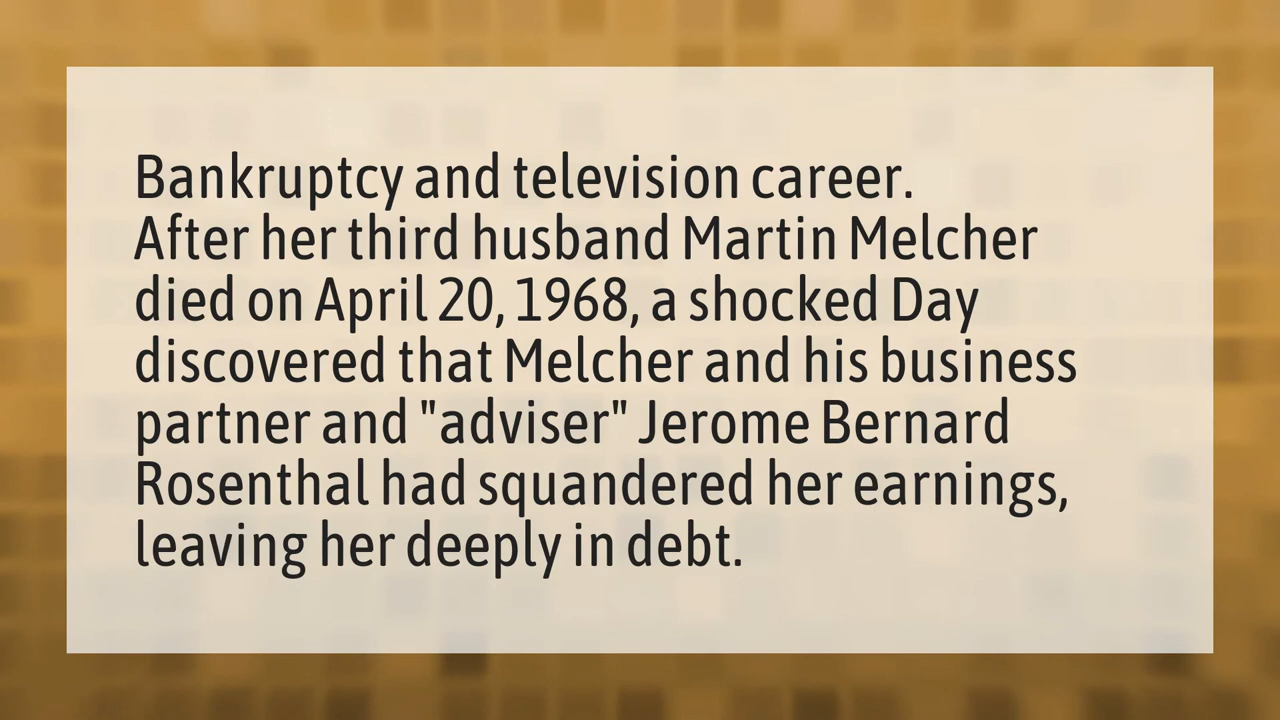 Bankruptcy and television career.
After her third husband Martin Melcher
died on April 20, 1968, a shocked Day
discovered that Melcher and his business
partner and "adviser" Jerome Bernard
Rosenthal had squandered her earnings,
leaving her deeply in debt.